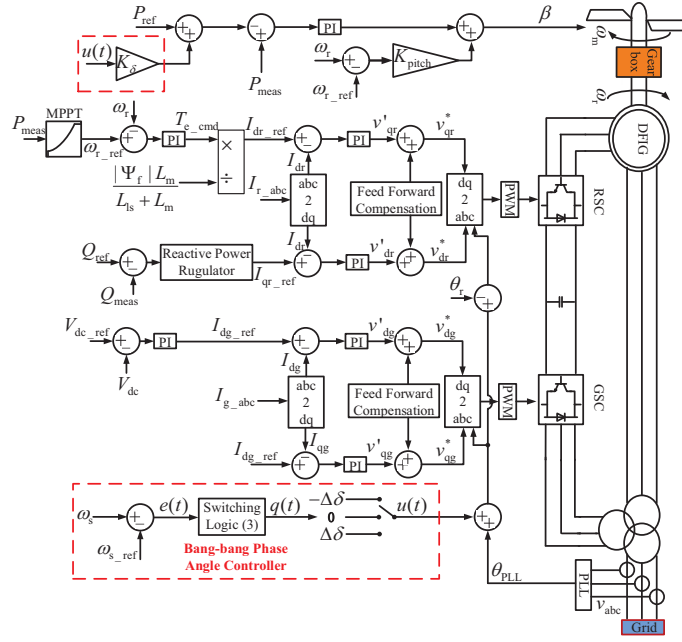 P_ref
PI
β
ω_m
u(t)
K_δ
P_meas
ω_r
ω_r_ref
K_pitch
Gear box
ω_r
MPPT
ω_r
P_meas
ω_r_ref
PI
T_e_cmd
×
÷
I_dr_ref
PI
v'_qr
v*_qr
DFIG
|Ψ_f| L_m
L_ls + L_m
I_dr
I_r_abc
abc 2 dq
Feed Forward Compensation
dq 2 abc
PWM
RSC
I_dr
Q_ref
Reactive Power Rugulator
I_qr_ref
PI
v'_dr
v*_dr
Q_meas
θ_r
V_dc_ref
PI
I_dg_ref
PI
v'_dg
v*_dg
V_dc
I_dg
I_g_abc
abc 2 dq
Feed Forward Compensation
dq 2 abc
PWM
GSC
I_qg
I_dg_ref
PI
v'_qg
v*_qg
ω_s
e(t)
Switching Logic (3)
q(t)
−Δδ
0
Δδ
u(t)
ω_s_ref
Bang-bang Phase Angle Controller
θ_PLL
PLL
v_abc
Grid